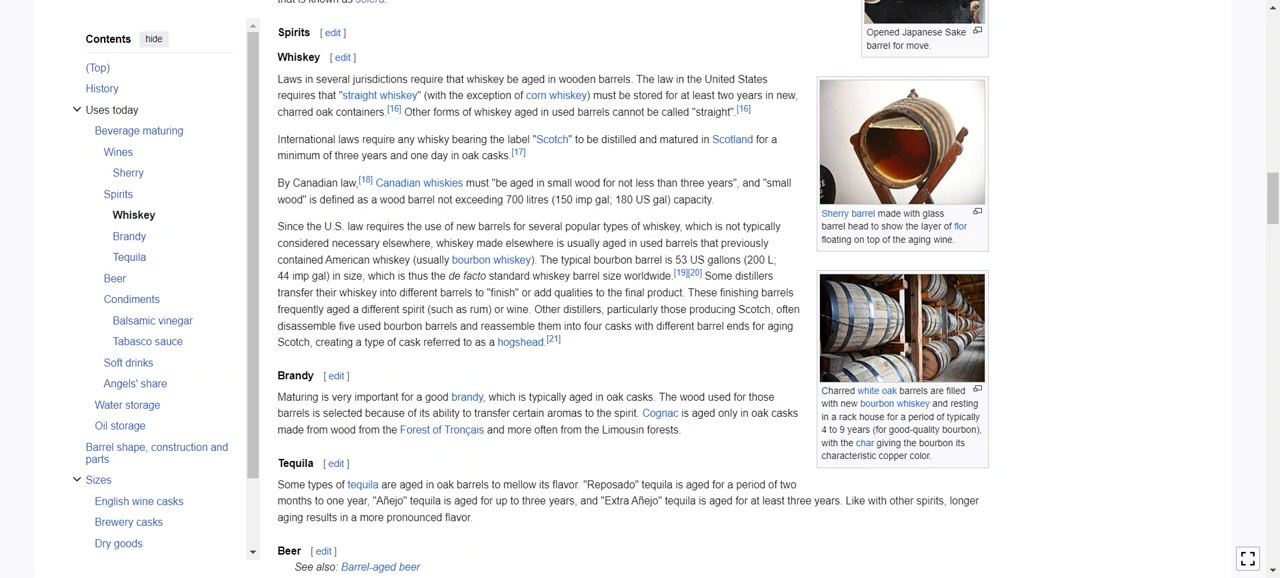 that is known as solera.
Contents hide
(Top)
History
Uses today
Beverage maturing
Wines
Sherry
Spirits
Whiskey
Brandy
Tequila
Beer
Condiments
Balsamic vinegar
Tabasco sauce
Soft drinks
Angels' share
Water storage
Oil storage
Barrel shape, construction and
parts
Sizes
English wine casks
Brewery casks
Dry goods
Spirits [ edit ]
Whiskey [ edit ]
Laws in several jurisdictions require that whiskey be aged in wooden barrels. The law in the United States
requires that "straight whiskey" (with the exception of corn whiskey) must be stored for at least two years in new,
charred oak containers.[16] Other forms of whiskey aged in used barrels cannot be called "straight".[16]
International laws require any whisky bearing the label "Scotch" to be distilled and matured in Scotland for a
minimum of three years and one day in oak casks.[17]
By Canadian law,[18] Canadian whiskies must "be aged in small wood for not less than three years", and "small
wood" is defined as a wood barrel not exceeding 700 litres (150 imp gal; 180 US gal) capacity.
Since the U.S. law requires the use of new barrels for several popular types of whiskey, which is not typically
considered necessary elsewhere, whiskey made elsewhere is usually aged in used barrels that previously
contained American whiskey (usually bourbon whiskey). The typical bourbon barrel is 53 US gallons (200 L;
44 imp gal) in size, which is thus the de facto standard whiskey barrel size worldwide.[19][20] Some distillers
transfer their whiskey into different barrels to "finish" or add qualities to the final product. These finishing barrels
frequently aged a different spirit (such as rum) or wine. Other distillers, particularly those producing Scotch, often
disassemble five used bourbon barrels and reassemble them into four casks with different barrel ends for aging
Scotch, creating a type of cask referred to as a hogshead.[21]
Brandy [ edit ]
Maturing is very important for a good brandy, which is typically aged in oak casks. The wood used for those
barrels is selected because of its ability to transfer certain aromas to the spirit. Cognac is aged only in oak casks
made from wood from the Forest of Tronçais and more often from the Limousin forests.
Tequila [ edit ]
Some types of tequila are aged in oak barrels to mellow its flavor. "Reposado" tequila is aged for a period of two
months to one year, "Añejo" tequila is aged for up to three years, and "Extra Añejo" tequila is aged for at least three years. Like with other spirits, longer
aging results in a more pronounced flavor.
Beer [ edit ]
See also: Barrel-aged beer
Opened Japanese Sake
barrel for move.
Sherry barrel made with glass
barrel head to show the layer of flor
floating on top of the aging wine.
Charred white oak barrels are filled
with new bourbon whiskey and resting
in a rack house for a period of typically
4 to 9 years (for good-quality bourbon),
with the char giving the bourbon its
characteristic copper color.